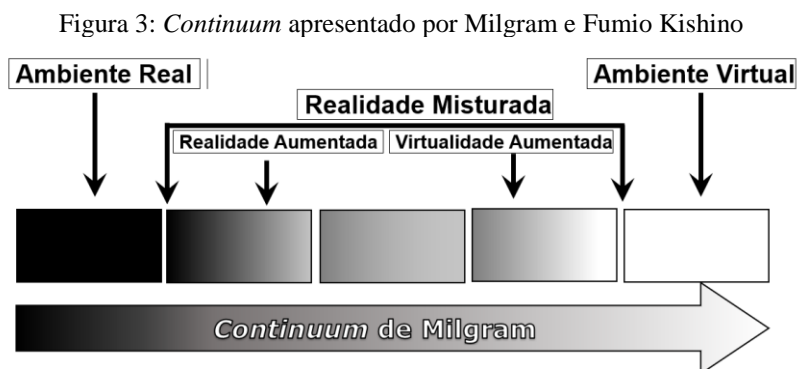 Figura 3: Continuum apresentado por Milgram e Fumio Kishino
Ambiente Real
Ambiente Virtual
Realidade Misturada
Realidade Aumentada
Virtualidade Aumentada
Continuum de Milgram